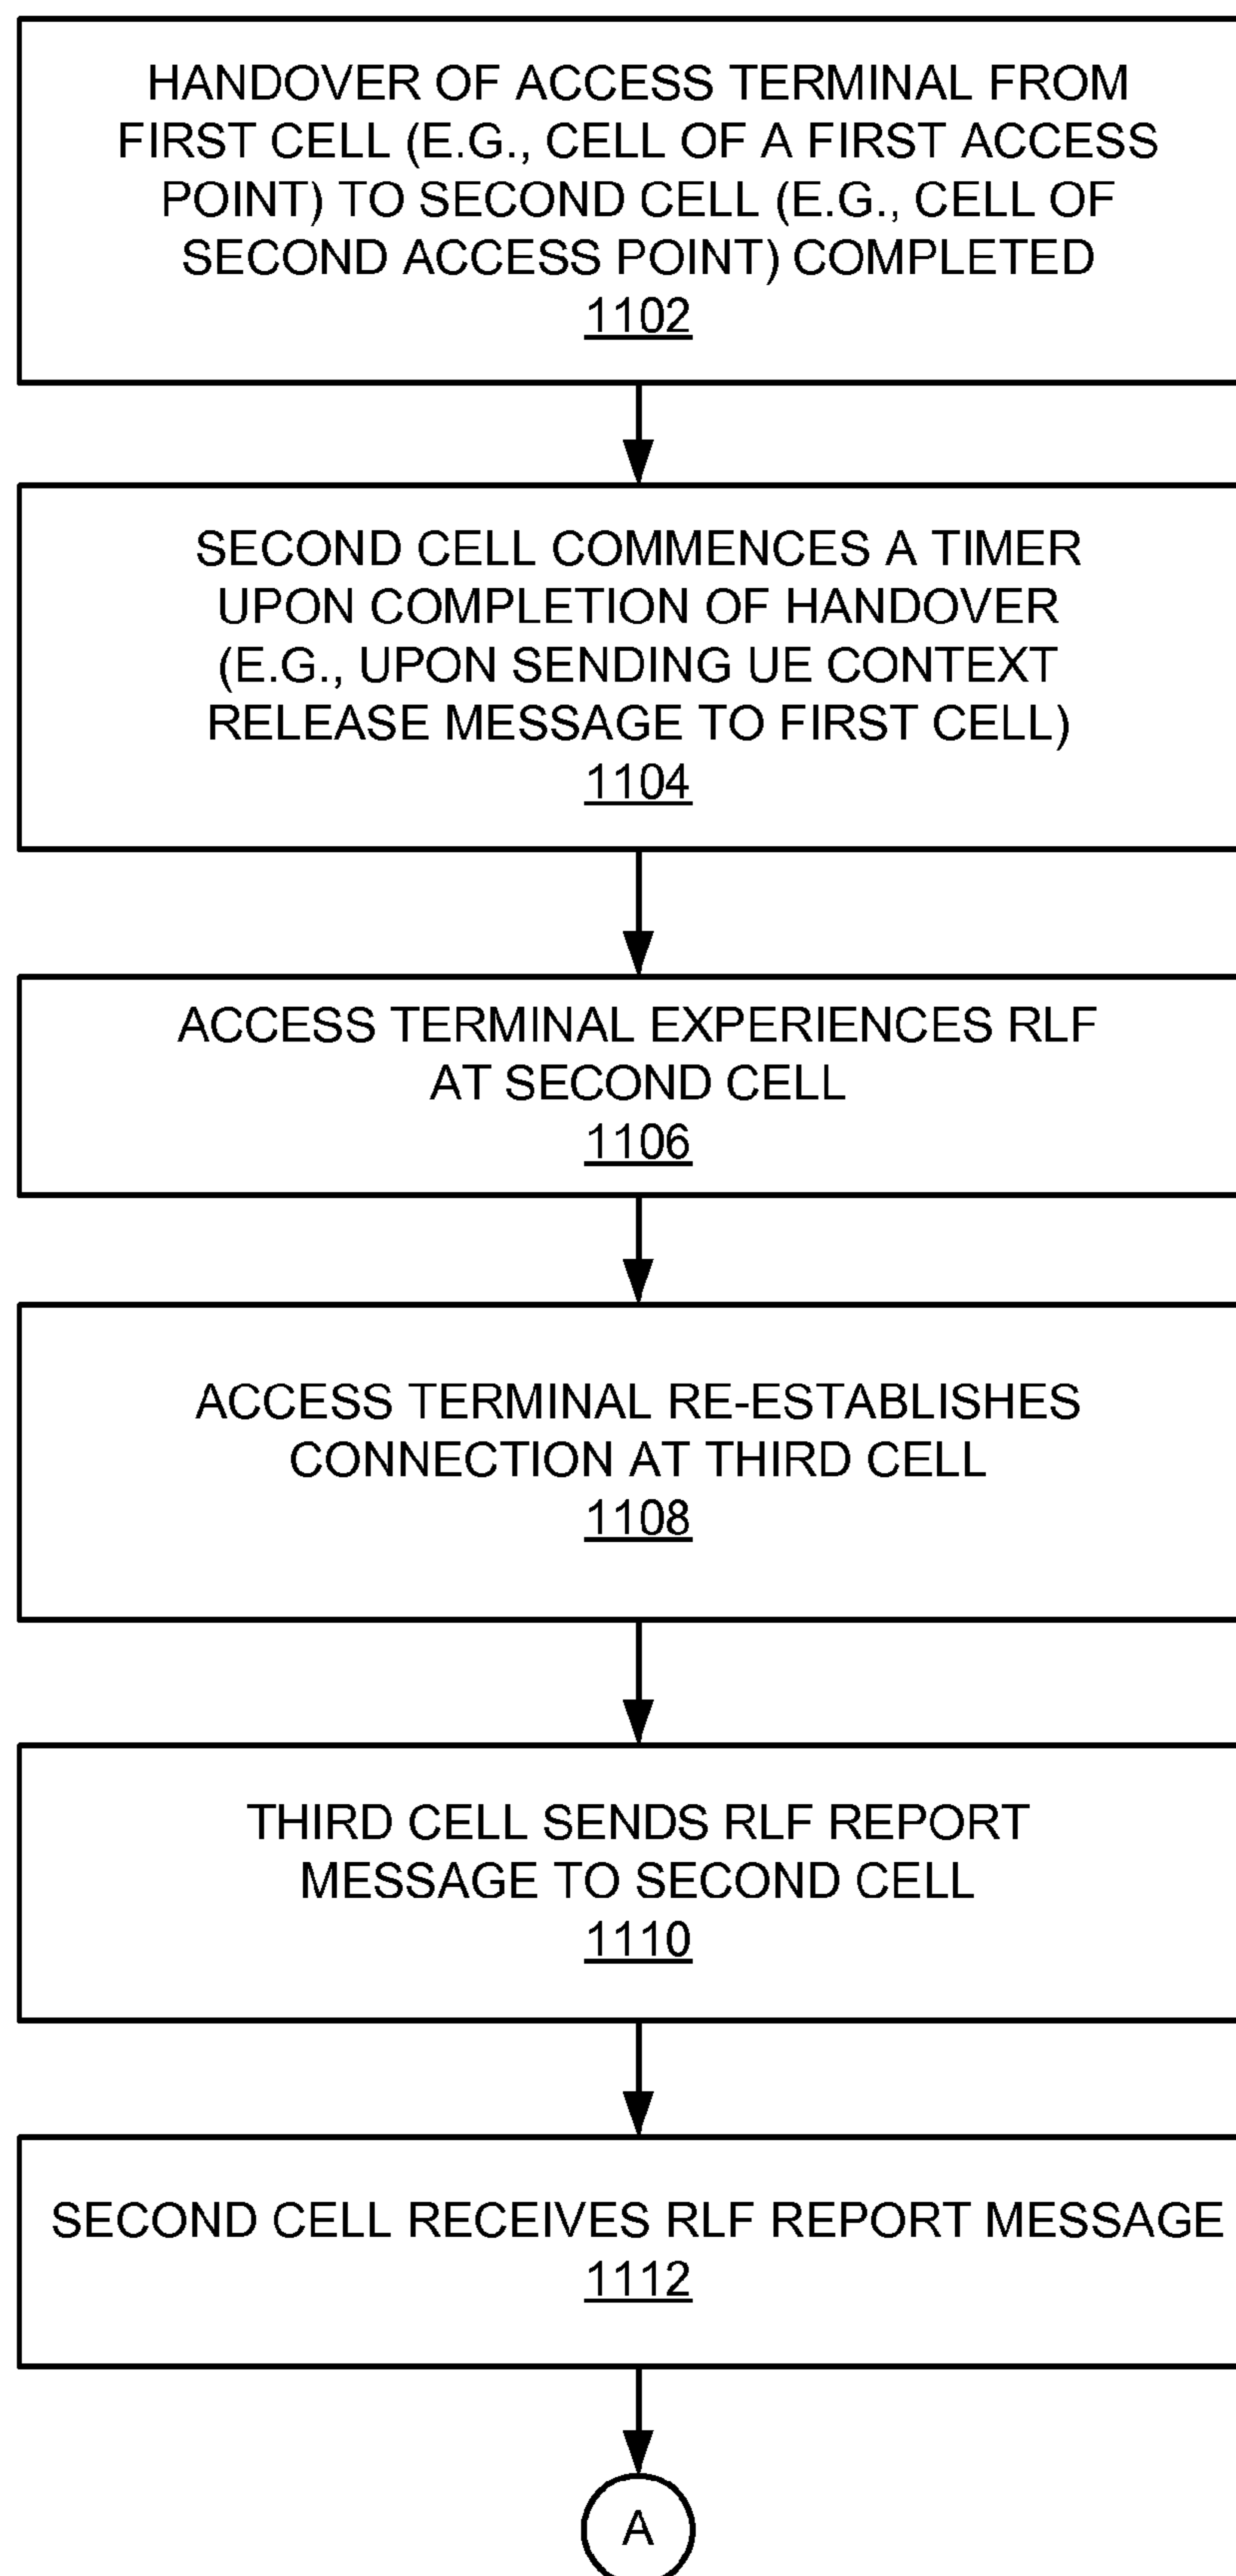 HANDOVER OF ACCESS TERMINAL FROM
FIRST CELL (E.G., CELL OF A FIRST ACCESS
POINT) TO SECOND CELL (E.G., CELL OF
SECOND ACCESS POINT) COMPLETED
1102
SECOND CELL COMMENCES A TIMER
UPON COMPLETION OF HANDOVER
(E.G., UPON SENDING UE CONTEXT
RELEASE MESSAGE TO FIRST CELL)
1104
ACCESS TERMINAL EXPERIENCES RLF
AT SECOND CELL
1106
ACCESS TERMINAL RE-ESTABLISHES
CONNECTION AT THIRD CELL
1108
THIRD CELL SENDS RLF REPORT
MESSAGE TO SECOND CELL
1110
SECOND CELL RECEIVES RLF REPORT MESSAGE
1112
A